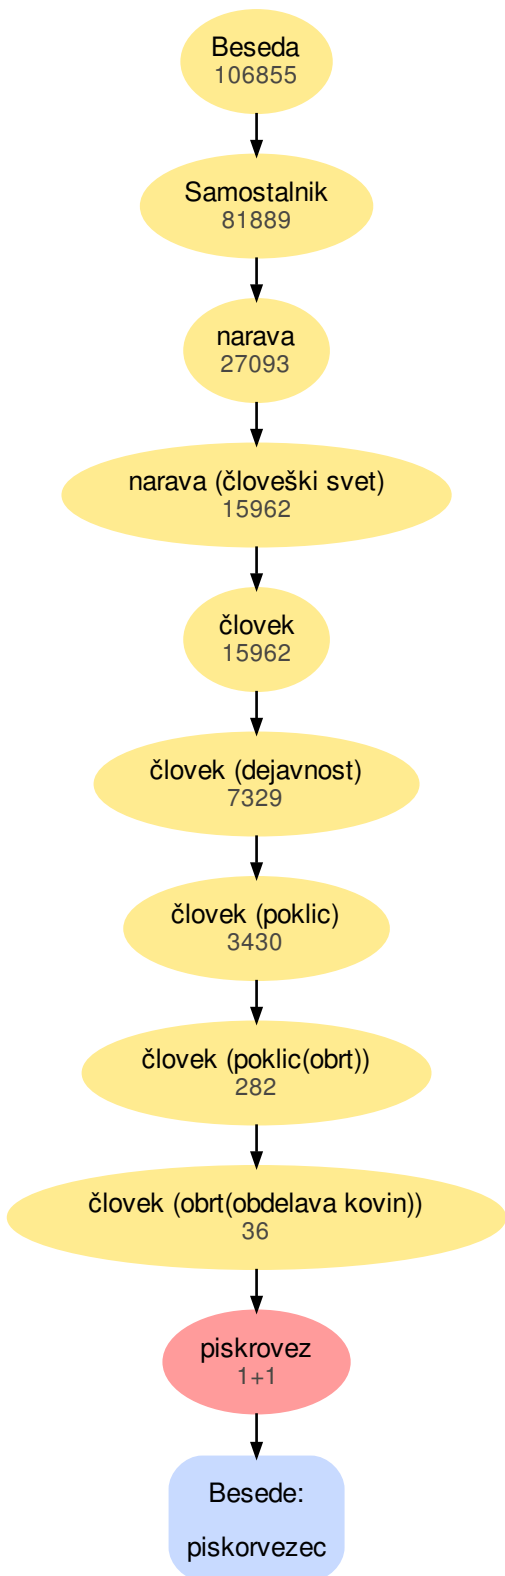 Beseda
106855
Samostalnik
81889
narava
27093
narava (človeški svet)
15962
človek
15962
človek (dejavnost)
7329
človek (poklic)
3430
človek (poklic(obrt))
282
človek (obrt(obdelava kovin))
36
piskrovez
1+1
Besede:
piskorvezec